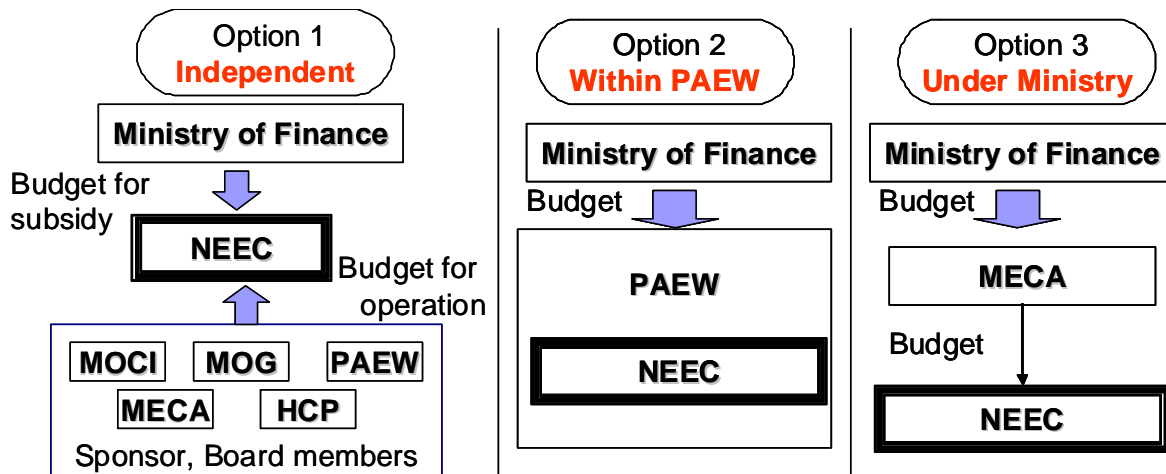 Option 1
Independent
Ministry of Finance
Budget for
subsidy
NEEC
Budget for
operation
MOCI
MOG
PAEW
MECA
HCP
Sponsor, Board members
Option 2
Within PAEW
Ministry of Finance
Budget
PAEW
NEEC
Option 3
Under Ministry
Ministry of Finance
Budget
MECA
Budget
NEEC